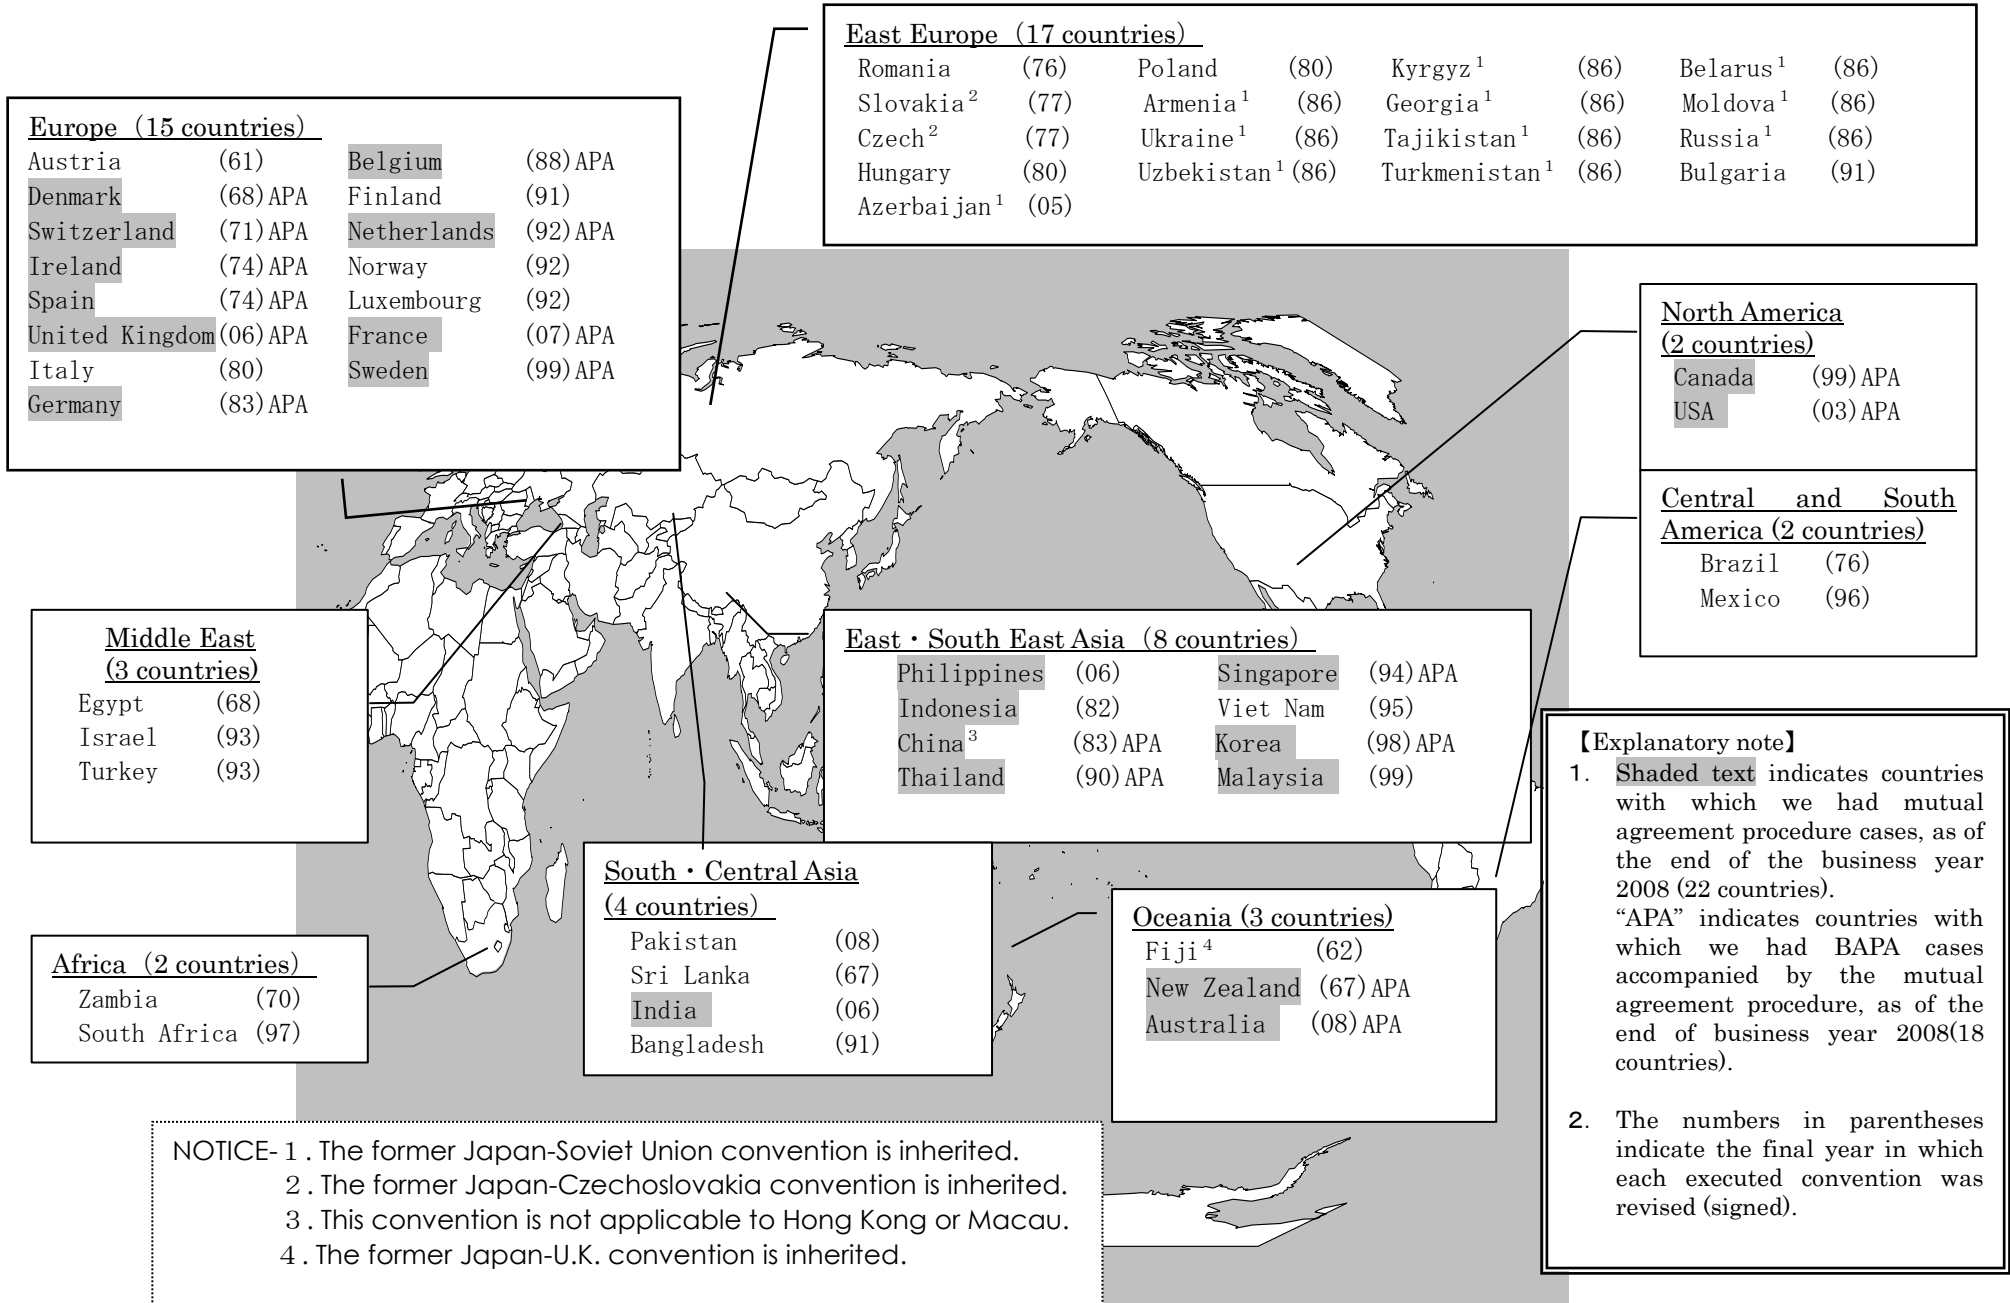 East Europe (17 countries)
Romania (76) Poland (80) Kyrgyz¹ (86) Belarus¹ (86)
Slovakia² (77) Armenia¹ (86) Georgia¹ (86) Moldova¹ (86)
Czech² (77) Ukraine¹ (86) Tajikistan¹ (86) Russia¹ (86)
Hungary (80) Uzbekistan¹ (86) Turkmenistan¹ (86) Bulgaria (91)
Azerbaijan¹ (05)
Europe (15 countries)
Austria (61) Belgium (88) APA
Denmark (68) APA Finland (91)
Switzerland (71) APA Netherlands (92) APA
Ireland (74) APA Norway (92)
Spain (74) APA Luxembourg (92)
United Kingdom (06) APA France (07) APA
Italy (80) Sweden (99) APA
Germany (83) APA
North America
(2 countries)
Canada (99) APA
USA (03) APA
Central and South
America (2 countries)
Brazil (76)
Mexico (96)
Middle East
(3 countries)
Egypt (68)
Israel (93)
Turkey (93)
East・South East Asia (8 countries)
Philippines (06) Singapore (94) APA
Indonesia (82) Viet Nam (95)
China³ (83) APA Korea (98) APA
Thailand (90) APA Malaysia (99)
South・Central Asia
(4 countries)
Pakistan (08)
Sri Lanka (67)
India (06)
Bangladesh (91)
Oceania (3 countries)
Fiji⁴ (62)
New Zealand (67) APA
Australia (08) APA
Africa (2 countries)
Zambia (70)
South Africa (97)
【Explanatory note】
1. Shaded text indicates countries
with which we had mutual
agreement procedure cases, as of
the end of the business year
2008 (22 countries).
“APA” indicates countries with
which we had BAPA cases
accompanied by the mutual
agreement procedure, as of the
end of business year 2008(18
countries).
2. The numbers in parentheses
indicate the final year in which
each executed convention was
revised (signed).
NOTICE-１. The former Japan-Soviet Union convention is inherited.
２. The former Japan-Czechoslovakia convention is inherited.
３. This convention is not applicable to Hong Kong or Macau.
４. The former Japan-U.K. convention is inherited.